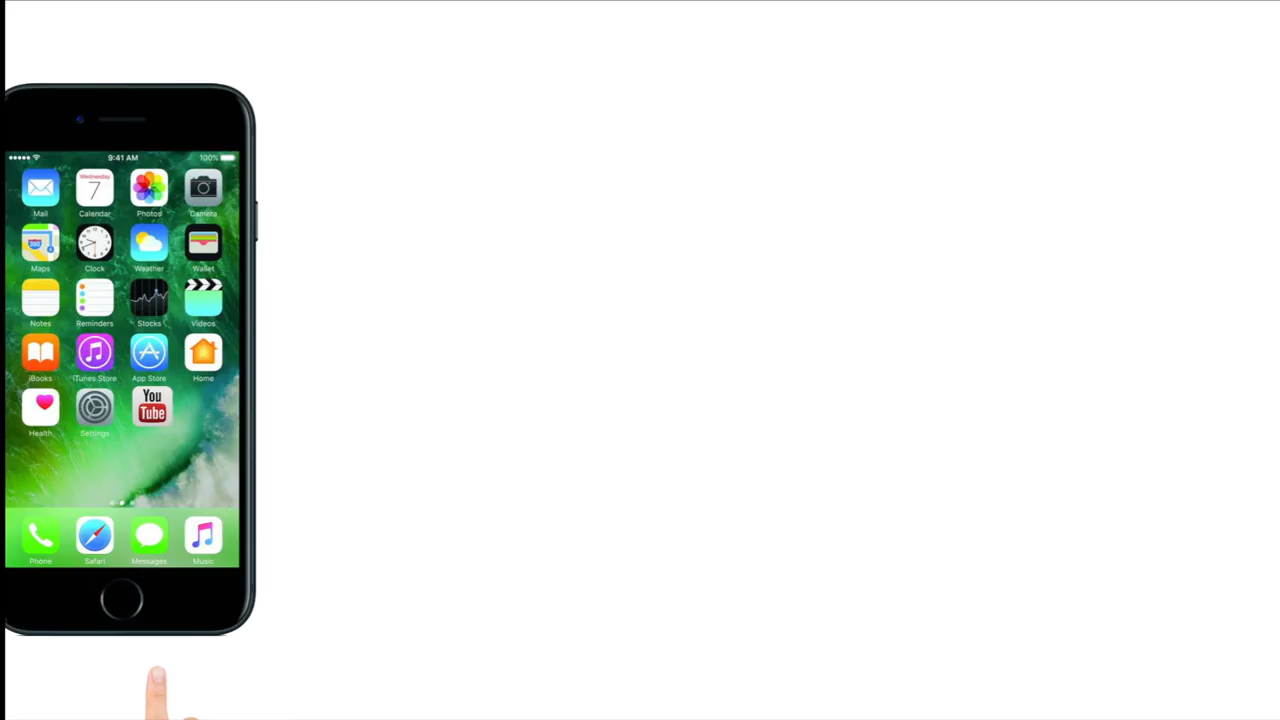 9:41 AM 100%
Wednesday
7
Mail Calendar Photos Camera
280
Maps Clock Weather Wallet
Notes Reminders Stocks Videos
iBooks iTunes Store App Store Home
You
Tube
Health Settings
Phone Safari Messages Music